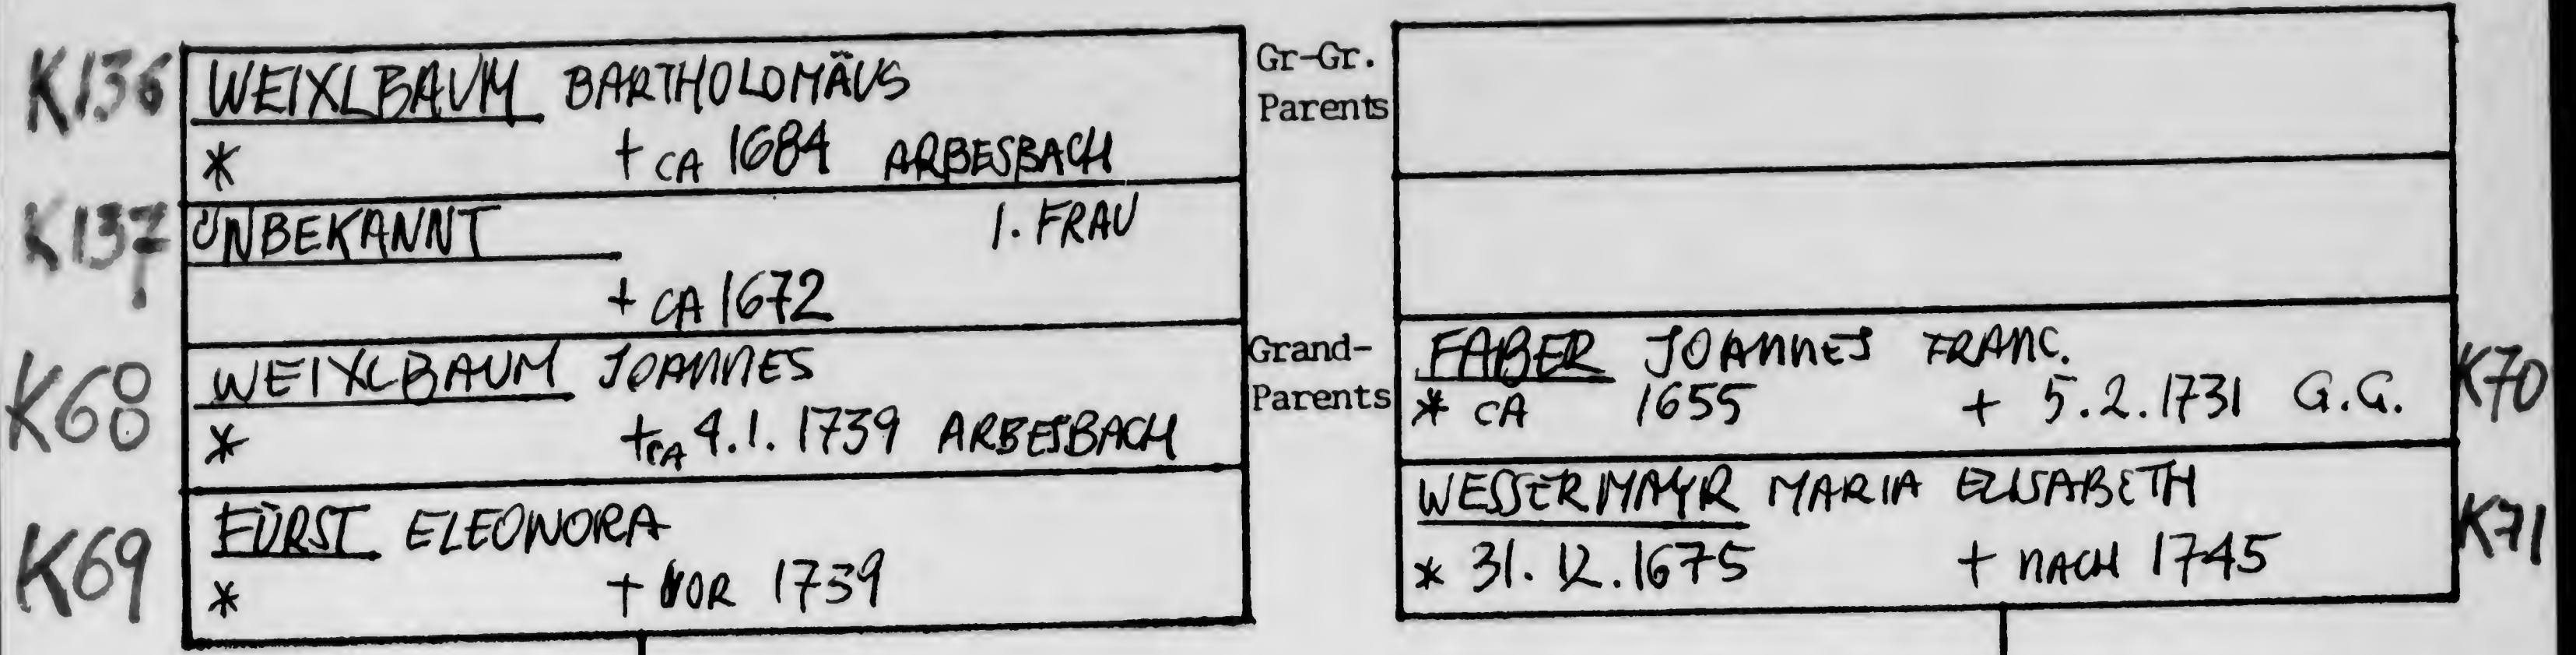 K136
WEIXLBAUM BARTHOLOMÄUS
* + CA 1684 ARBESBACH
K137
UNBEKANNT 1. FRAU
+ CA 1672
K68
WEIXLBAUM JOANNES
* + CA 4.1. 1739 ARBESBACH
K69
FÜRST ELEONORA
* + VOR 1739
Gr-Gr.
Parents
Grand-
Parents
FABER JOANNES FRANC.
* CA 1655 + 5.2.1731 G.G.
K70
WESSERMAYR MARIA ELISABETH
* 31.12.1675 + NACH 1745
K71